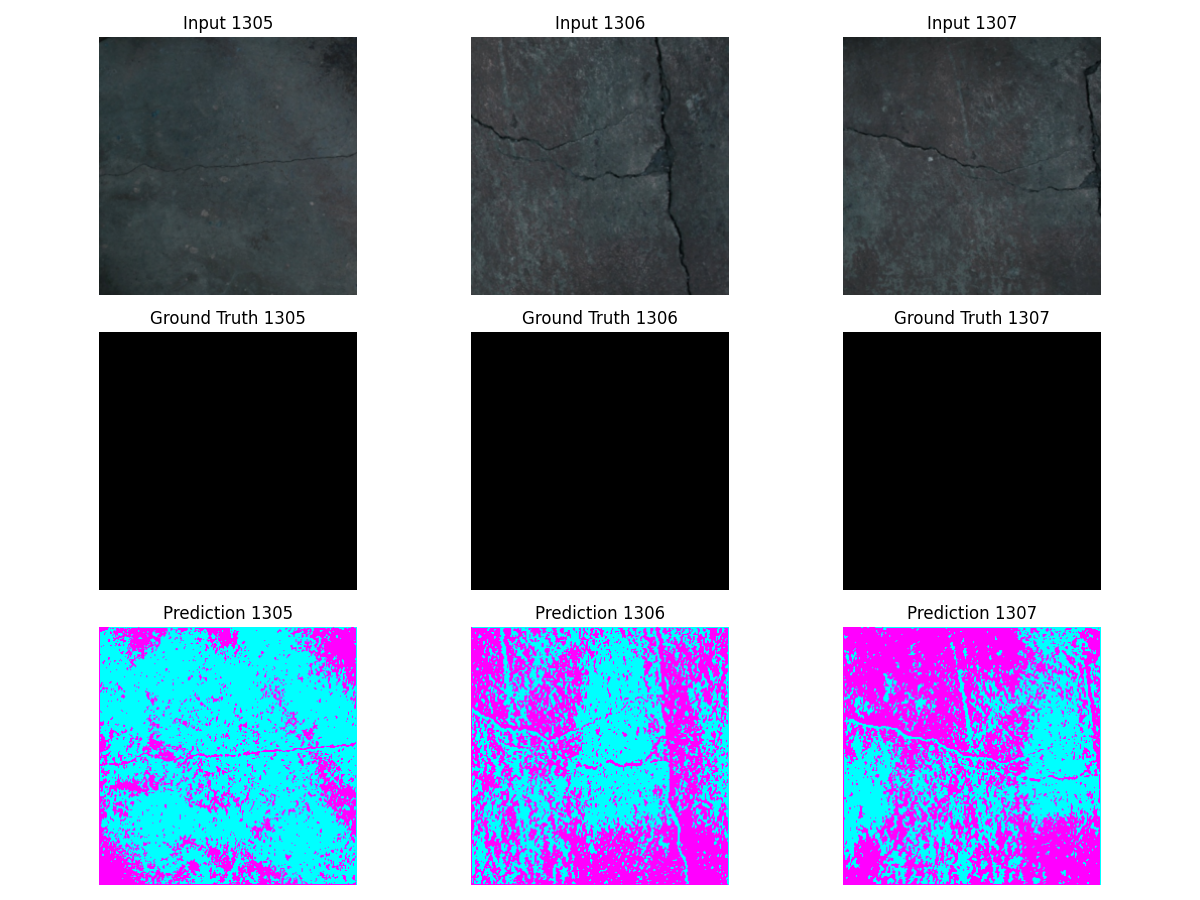 Input 1305
Input 1306
Input 1307
Ground Truth 1305
Ground Truth 1306
Ground Truth 1307
Prediction 1305
Prediction 1306
Prediction 1307